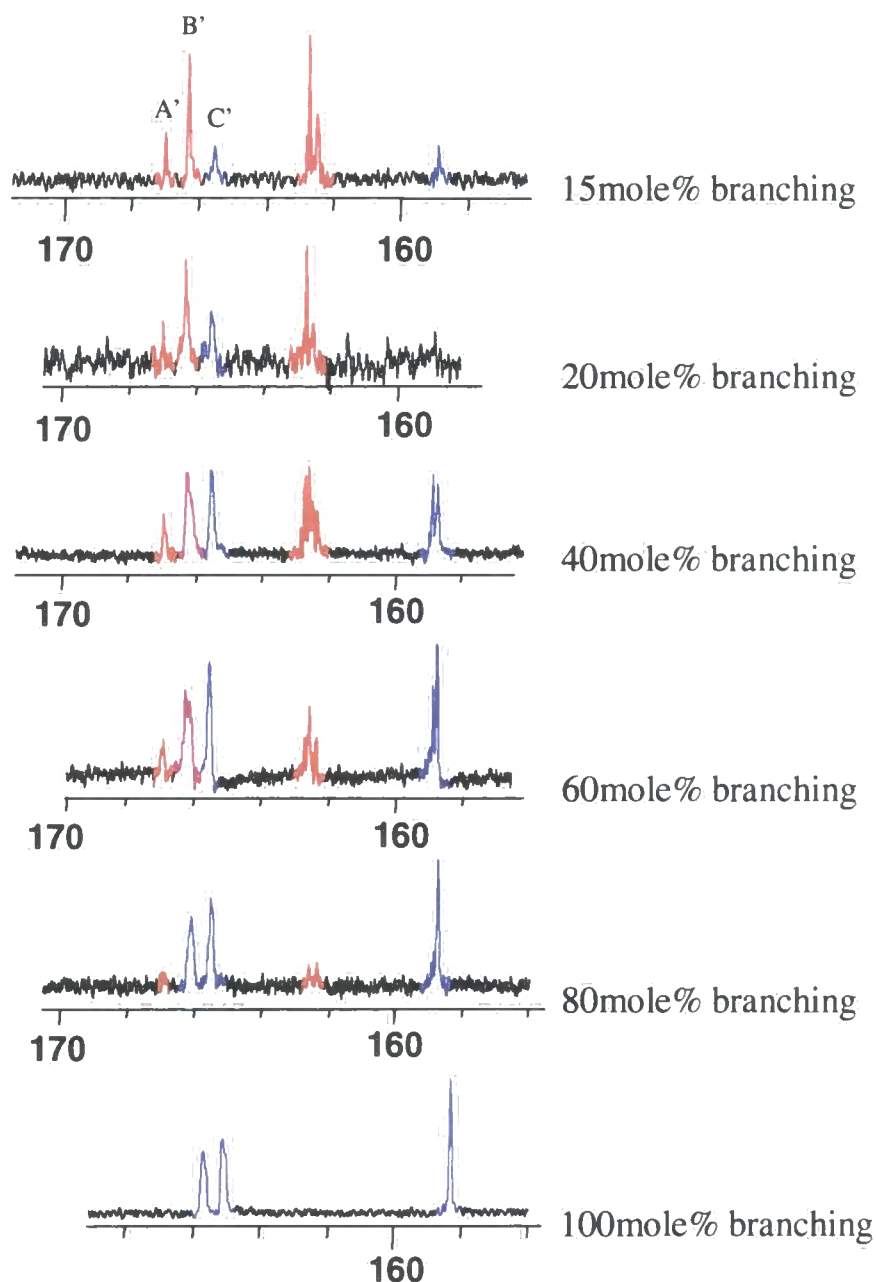 B'
A'
C'
15mole% branching
170
160
20mole% branching
170
160
40mole% branching
170
160
60mole% branching
170
160
80mole% branching
170
160
100mole% branching
160